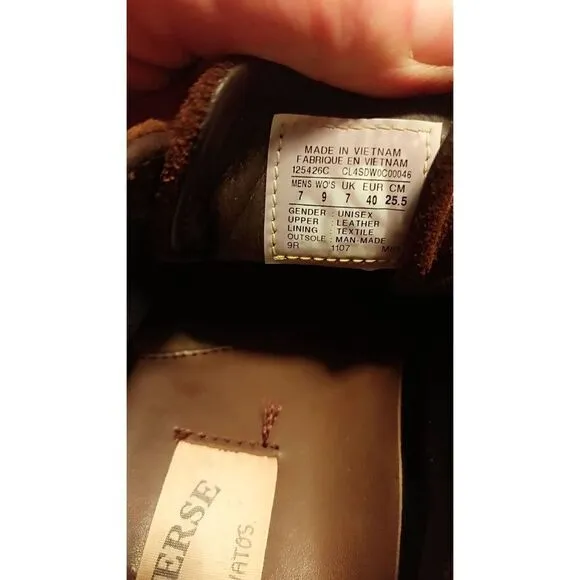 MADE IN VIETNAM
FABRIQUE EN VIETNAM
125426C CL4SDW0C00046
MENS WO'S UK EUR CM
7 9 7 40 25.5
GENDER : UNISEX
UPPER : LEATHER
LINING : TEXTILE
OUTSOLE : MAN-MADE
9R 1107
ERSE
VATOS.